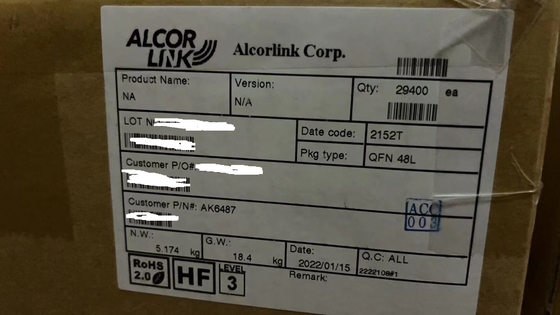 ALCOR LINK
Alcorlink Corp.
Product Name:
NA
Version:
N/A
Qty: 29400 ea
LOT N
Date code: 2152T
Pkg type: QFN 48L
Customer P/O#
Customer P/N#: AK6487
ACC
003
N.W.: 5.174 kg
G.W.: 18.4 kg
Date: 2022/01/15
Q.C: ALL
RoHS 2.0
HF
LEVEL 3
Remark: